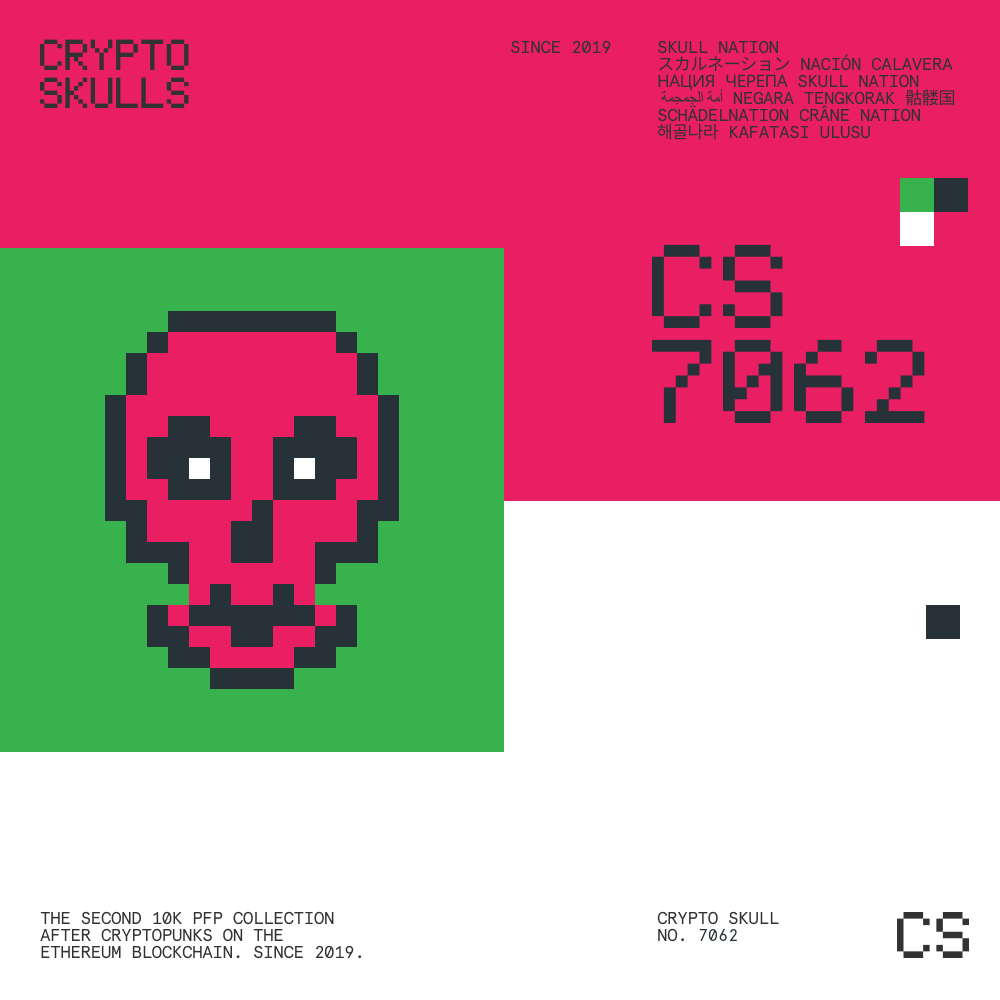 CRYPTO
SKULLS
SINCE 2019
SKULL NATION
スカルネーション NACIÓN CALAVERA
НАЦИЯ ЧЕРЕПА SKULL NATION
أمة الجمجمة NEGARA TENGKORAK 骷髅国
SCHÄDELNATION CRÂNE NATION
해골나라 KAFATASI ULUSU
CS
7062
THE SECOND 10K PFP COLLECTION
AFTER CRYPTOPUNKS ON THE
ETHEREUM BLOCKCHAIN. SINCE 2019.
CRYPTO SKULL
NO. 7062
CS